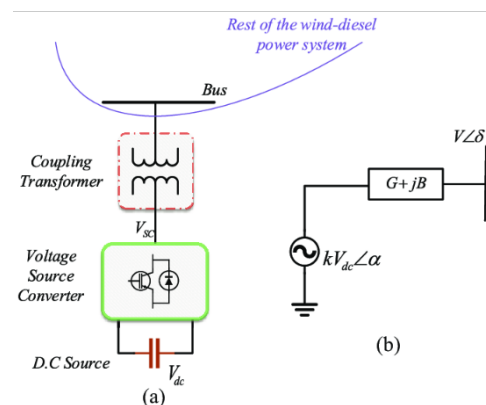 Rest of the wind-diesel
power system
Bus
Coupling
Transformer
V_SC
Voltage
Source
Converter
D.C Source
V_dc
(a)
V∠δ
G+jB
kV_dc∠α
(b)